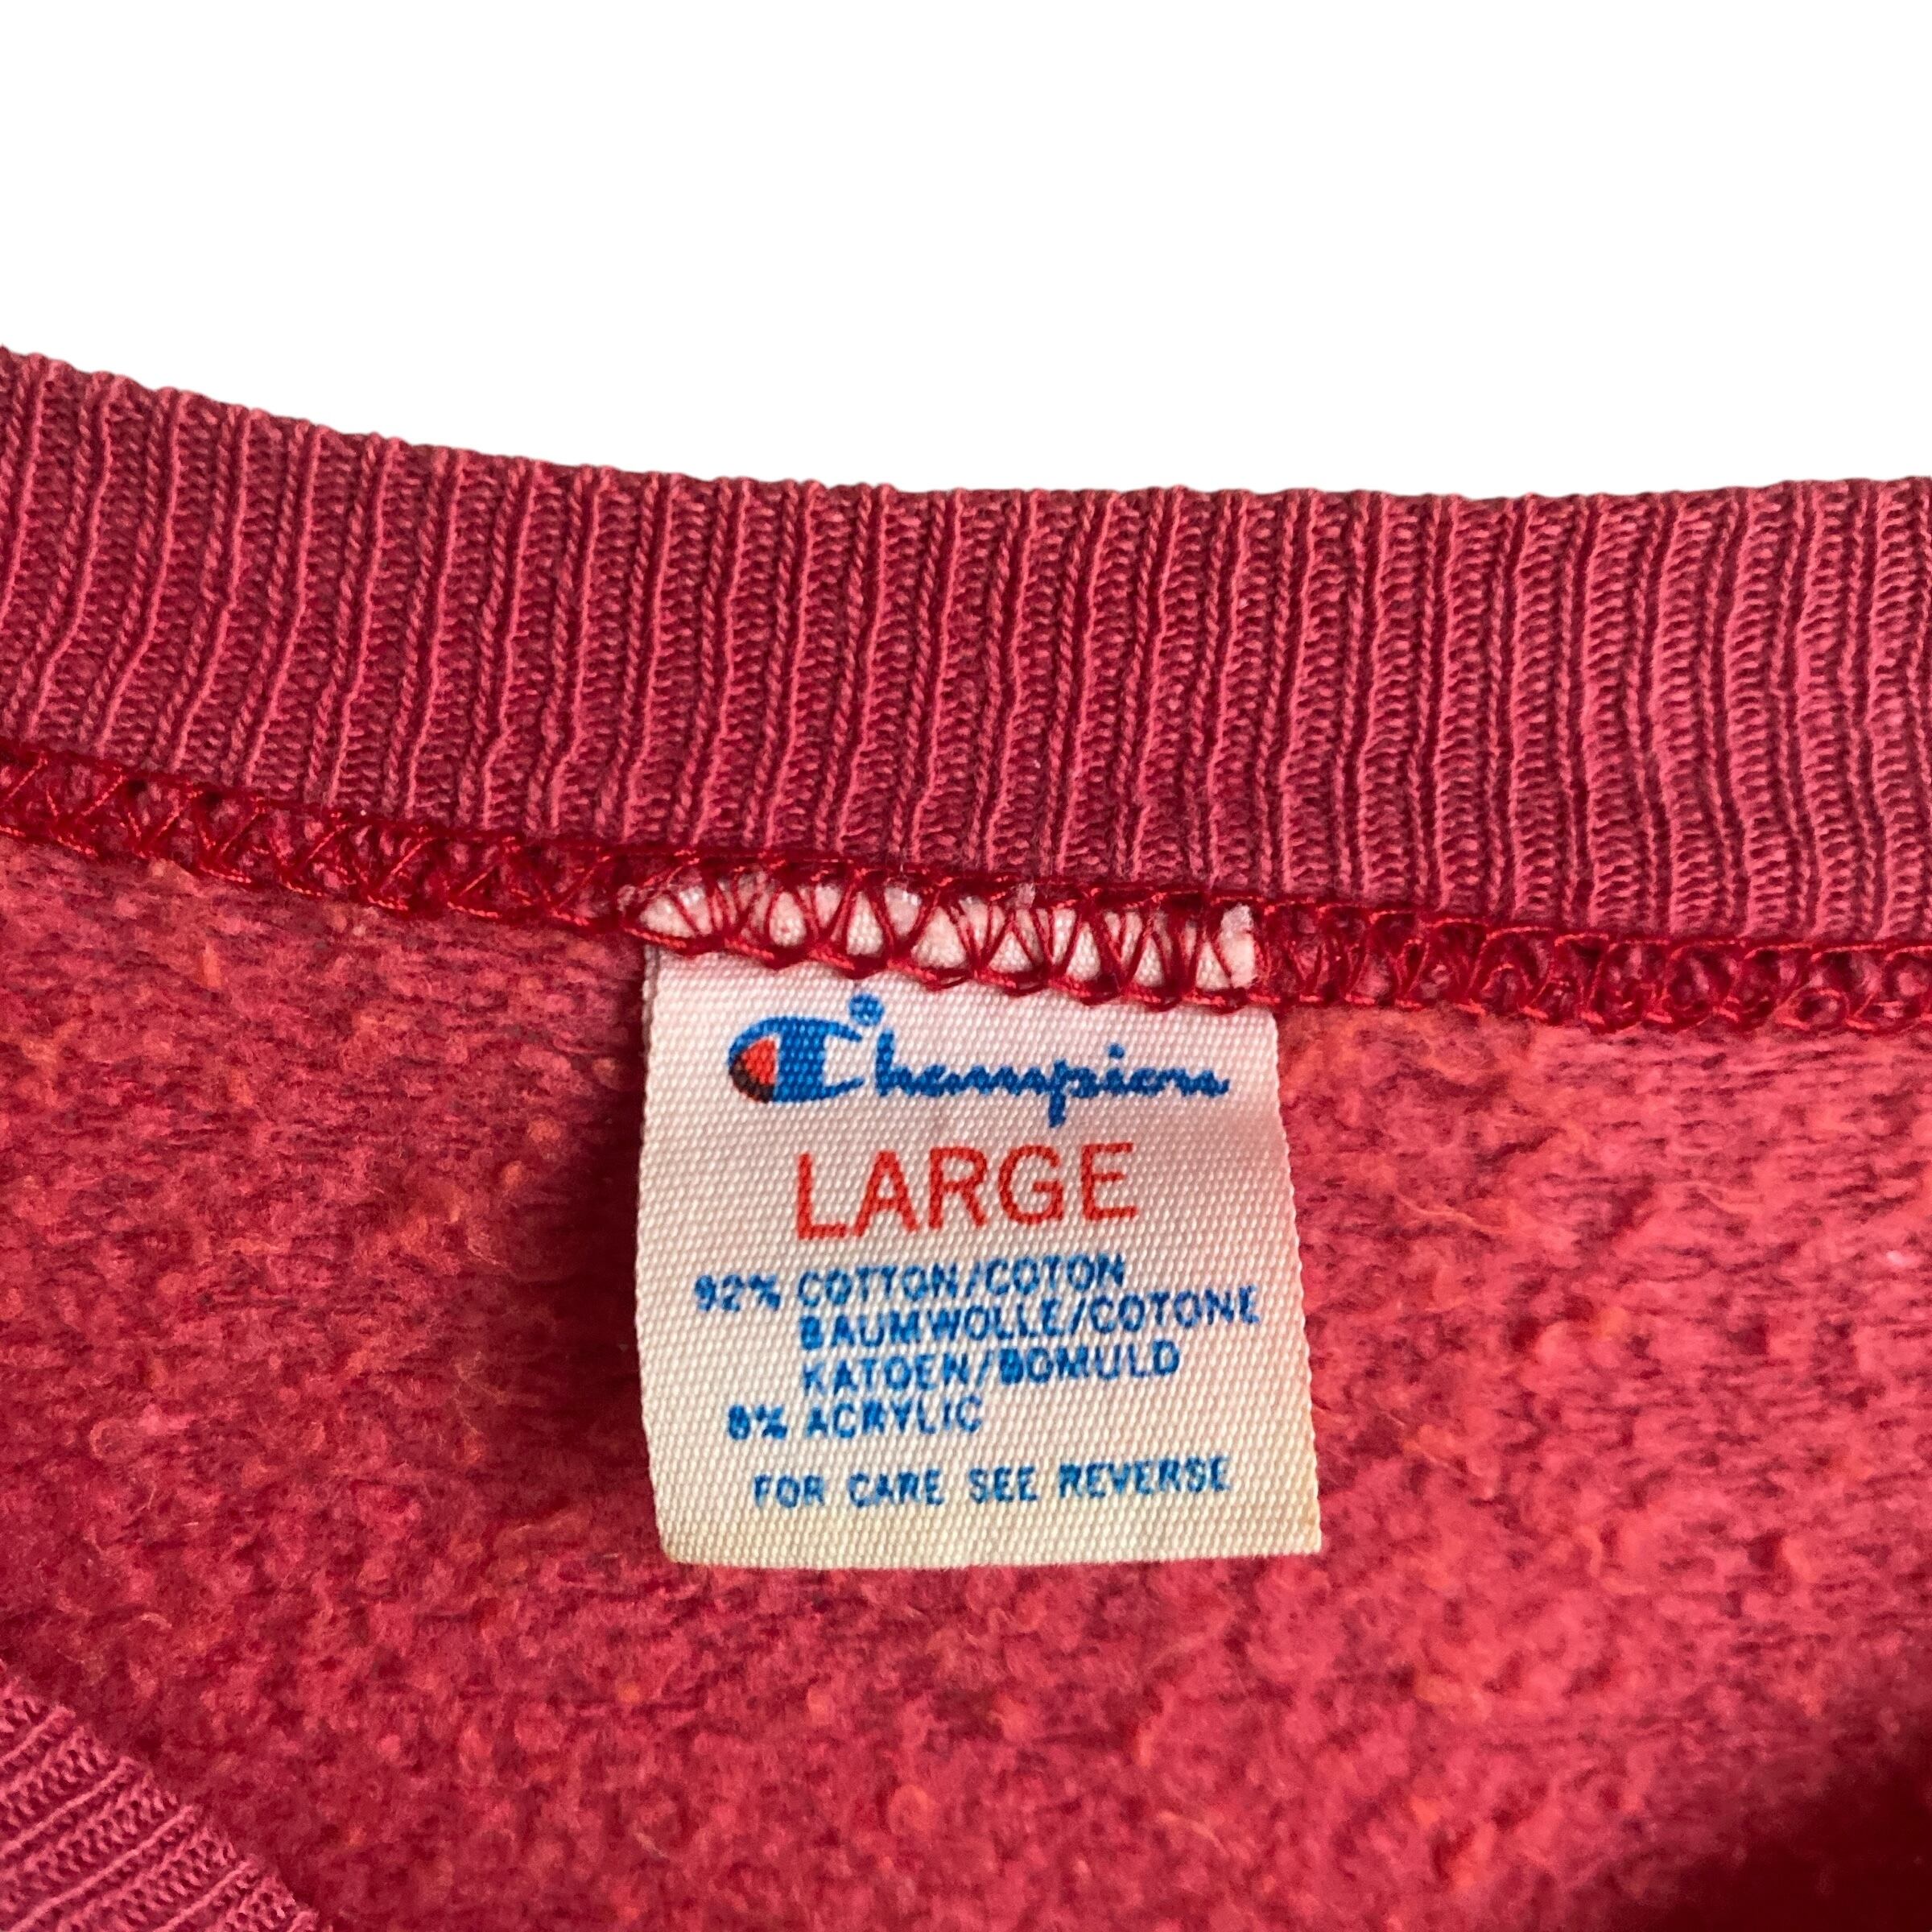 Champion®
LARGE
92% COTTON/COTON
BAUMWOLLE/COTONE
KATOEN/BOMULD
8% ACRYLIC
FOR CARE SEE REVERSE